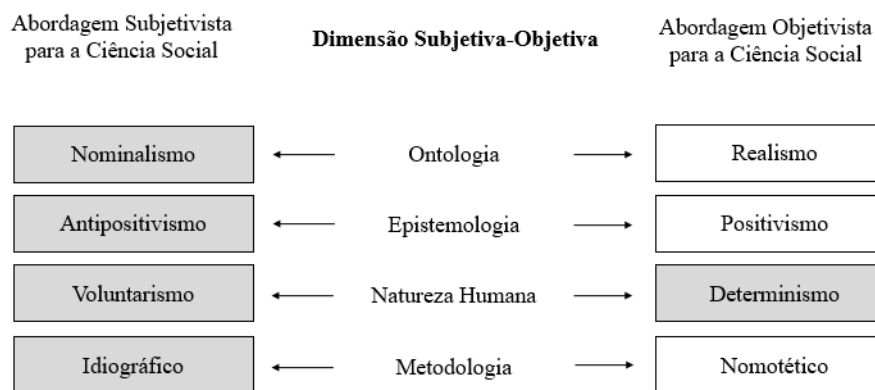 Abordagem Subjetivista
para a Ciência Social
Dimensão Subjetiva-Objetiva
Abordagem Objetivista
para a Ciência Social
Nominalismo
Ontologia
Realismo
Antipositivismo
Epistemologia
Positivismo
Voluntarismo
Natureza Humana
Determinismo
Idiográfico
Metodologia
Nomotético